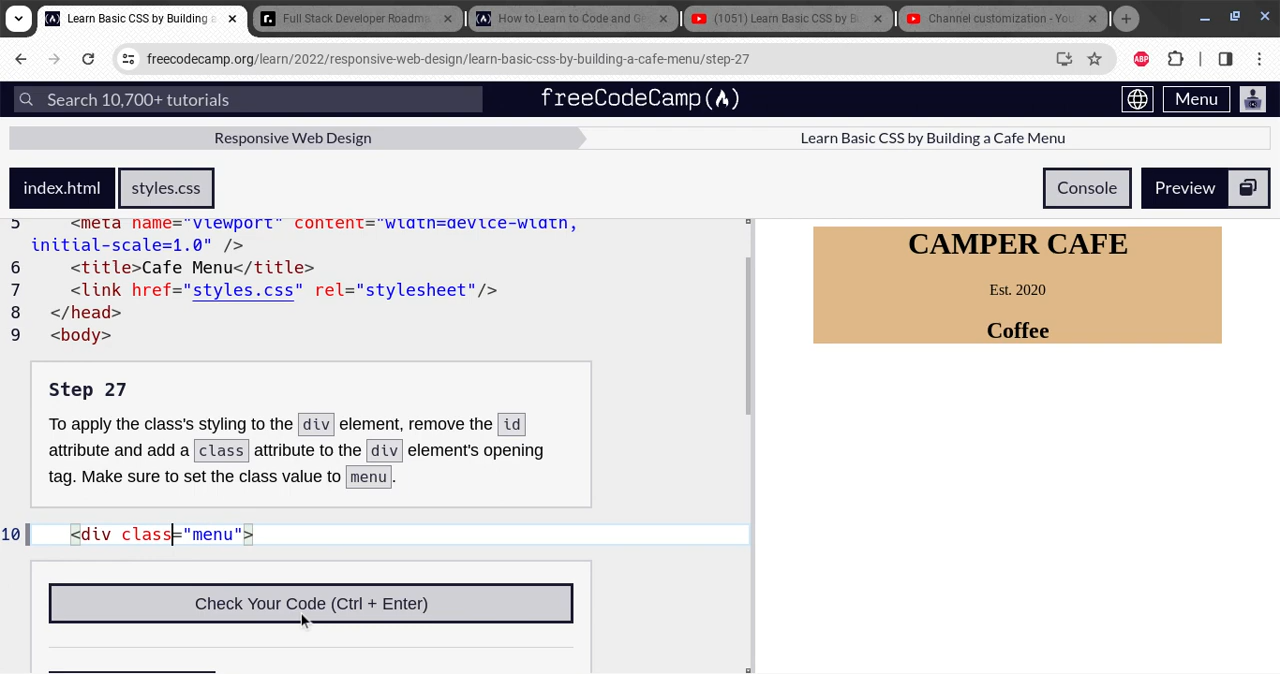 Learn Basic CSS by Building a
Full Stack Developer Roadma
How to Learn to Code and Ge
(1051) Learn Basic CSS by B
Channel customization - You
freecodecamp.org/learn/2022/responsive-web-design/learn-basic-css-by-building-a-cafe-menu/step-27
ABP
Search 10,700+ tutorials
freeCodeCamp
Menu
Responsive Web Design
Learn Basic CSS by Building a Cafe Menu
index.html
styles.css
Console
Preview
5 <meta name="viewport" content="width=device-width,
initial-scale=1.0" />
6 <title>Cafe Menu</title>
7 <link href="styles.css" rel="stylesheet"/>
8 </head>
9 <body>
Step 27
To apply the class's styling to the div element, remove the id
attribute and add a class attribute to the div element's opening
tag. Make sure to set the class value to menu.
10 <div class="menu">
Check Your Code (Ctrl + Enter)
CAMPER CAFE
Est. 2020
Coffee